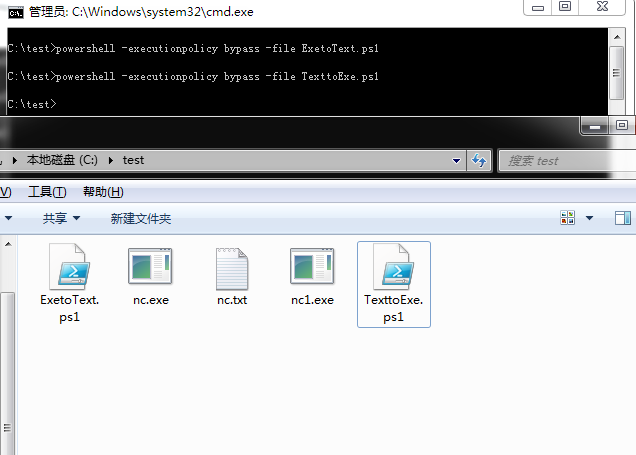 管理员: C:\Windows\system32\cmd.exe
C:\test>powershell -executionpolicy bypass -file ExetoText.ps1
C:\test>powershell -executionpolicy bypass -file TexttoExe.ps1
C:\test>
本地磁盘 (C:) test
搜索 test
V) 工具(T) 帮助(H)
共享 新建文件夹
ExetoText.ps1
nc.exe
nc.txt
nc1.exe
TexttoExe.ps1